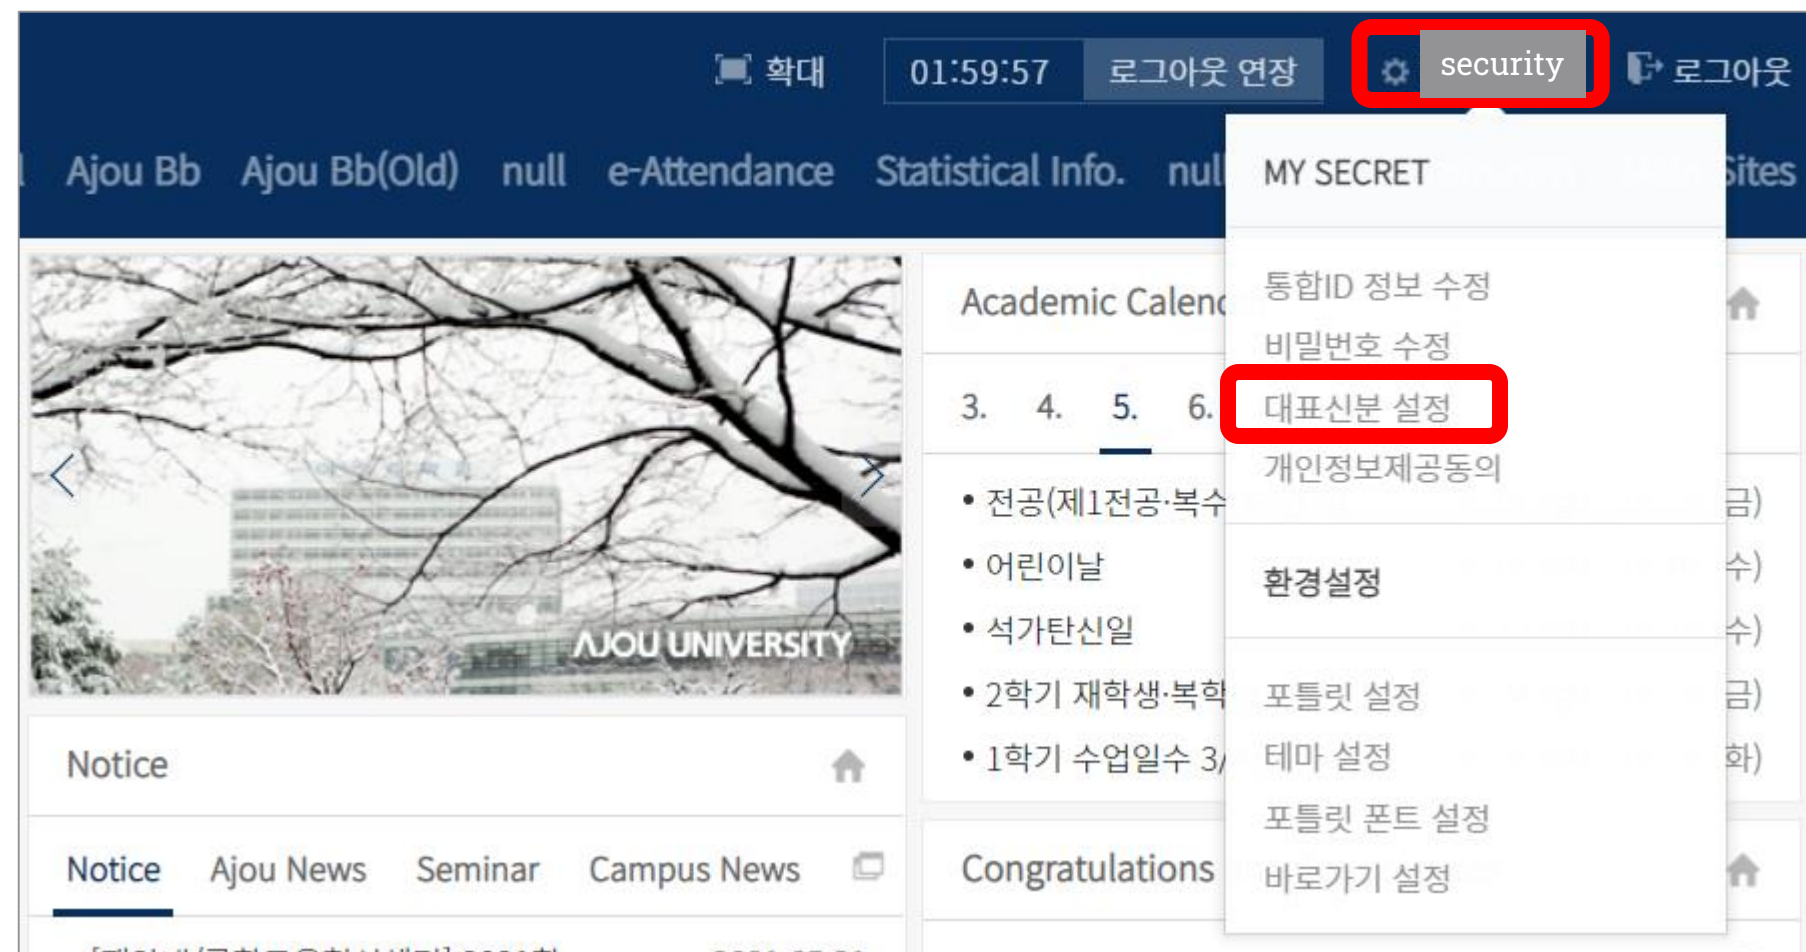 확대
01:59:57 로그아웃 연장
security
로그아웃
Ajou Bb Ajou Bb(Old) null e-Attendance Statistical Info. null Sites
MY SECRET
통합ID 정보 수정
비밀번호 수정
대표신분 설정
개인정보제공동의
환경설정
포틀릿 설정
테마 설정
포틀릿 폰트 설정
바로가기 설정
AJOU UNIVERSITY
Academic
3. 4. 5. 6.
• 전공(제1전공·복수 금)
• 어린이날 수)
• 석가탄신일 수)
• 2학기 재학생·복학 금)
• 1학기 수업일수 3/ 화)
Notice
Notice Ajou News Seminar Campus News
Congratulations